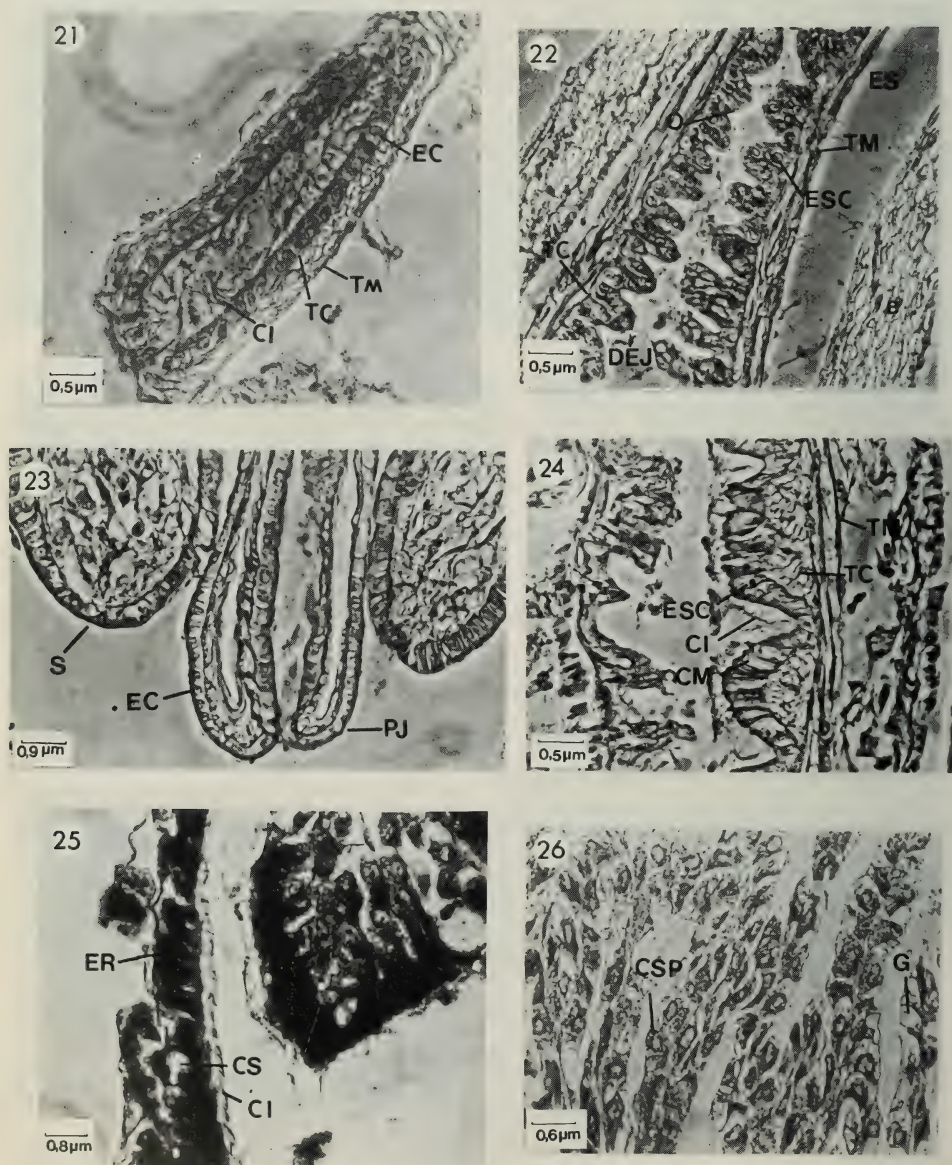 21
EC
TM
TC
CI
0,5µm
22
O
ES
TM
ESC
TC
B
DEJ
0,5µm
23
S
EC
PJ
0,9µm
24
TM
TC
ESC
CI
CM
0,5µm
25
ER
CS
CI
0,8µm
26
CSP
G
0,6µm